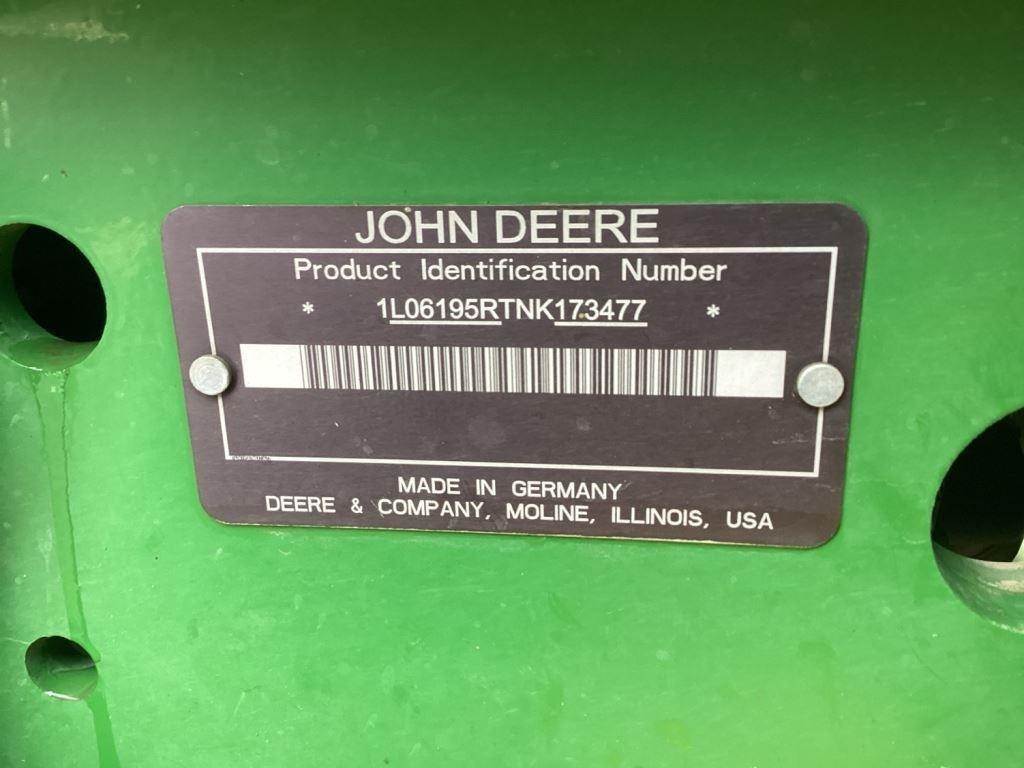 JOHN DEERE
Product Identification Number
* 1L06195RTNK173477 *
MADE IN GERMANY
DEERE & COMPANY, MOLINE, ILLINOIS, USA